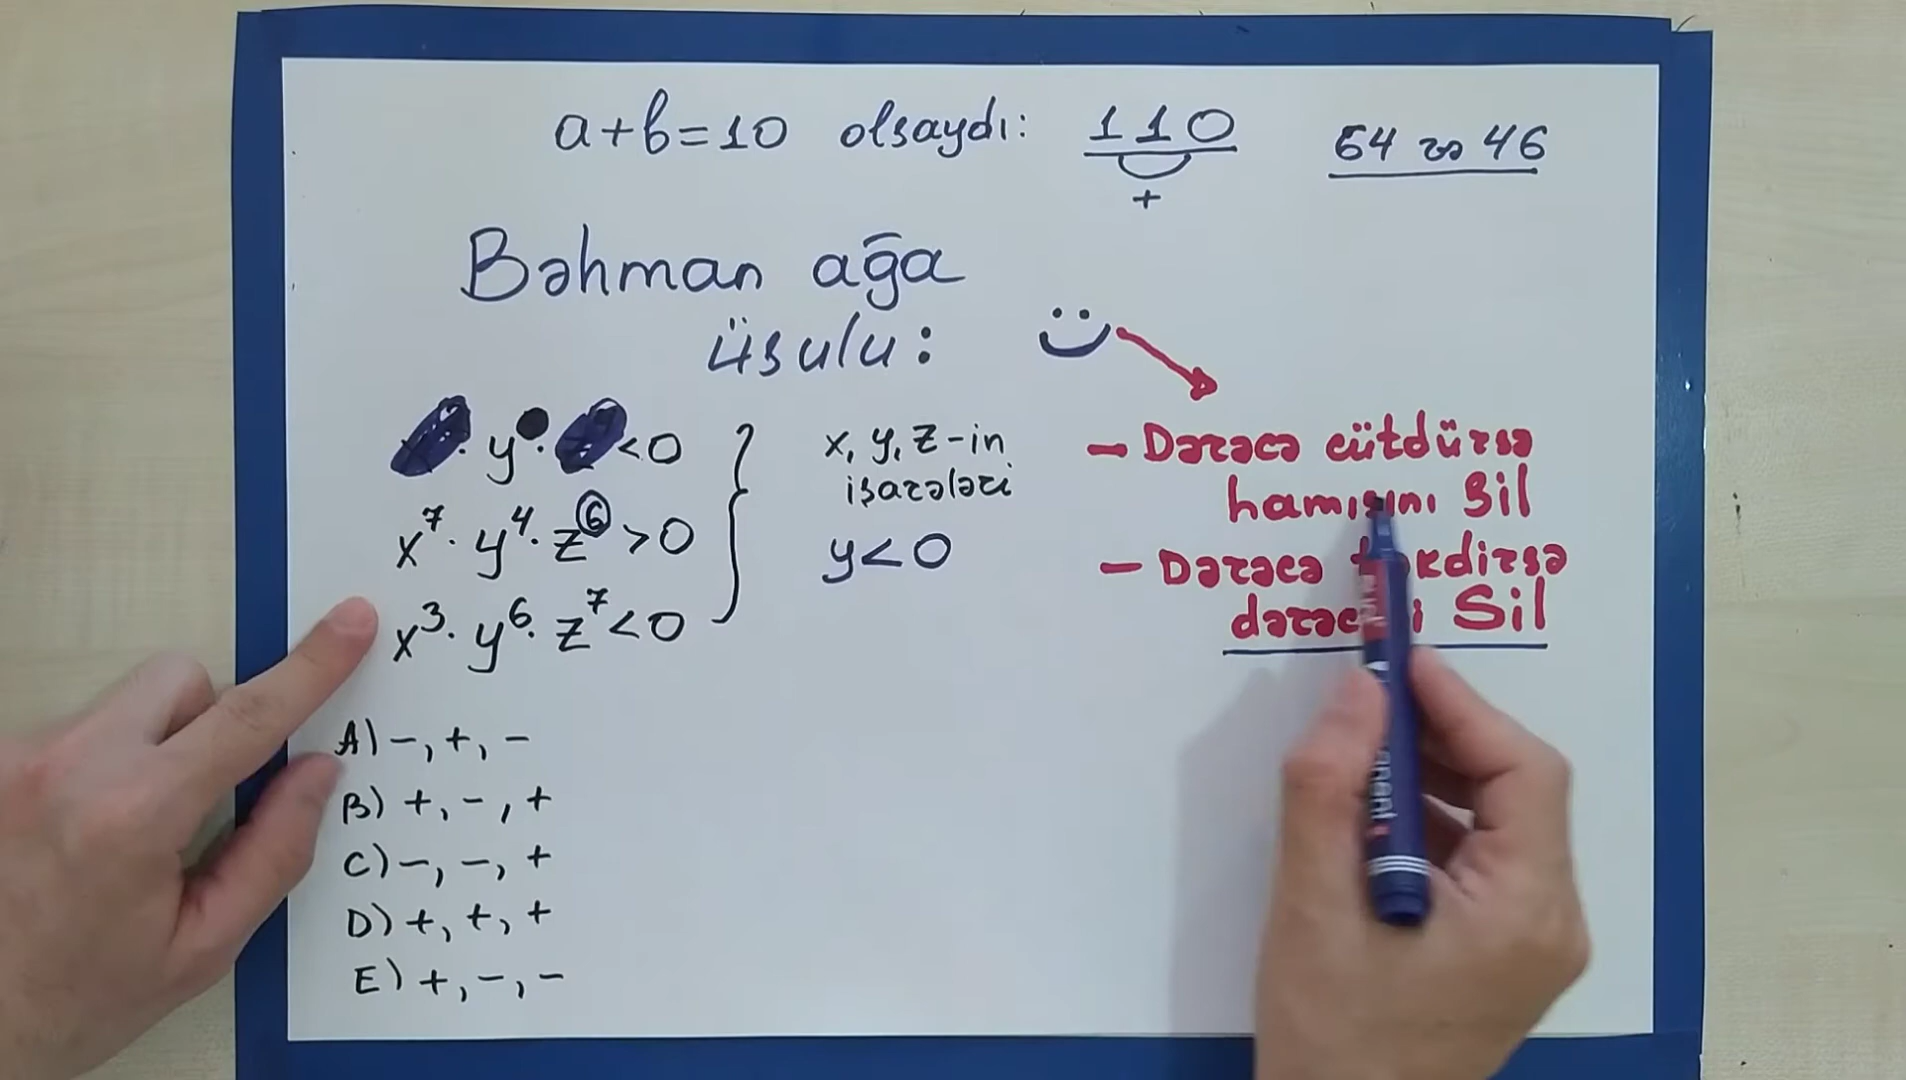 a+b=10 olsaydı: 110 64 və 46
+
Bəhman ağa
üsulu:
y · <0
x⁷ · y⁴ · z⁶ >0
x³ · y⁶ · z⁷ <0
x, y, z-in
işarələri
y<0
- Dərəcə cütdürsə
hamısını Sil
- Dərəcə təkdirsə
Sil
A) -, +, -
B) +, -, +
C) -, -, +
D) +, +, +
E) +, -, -